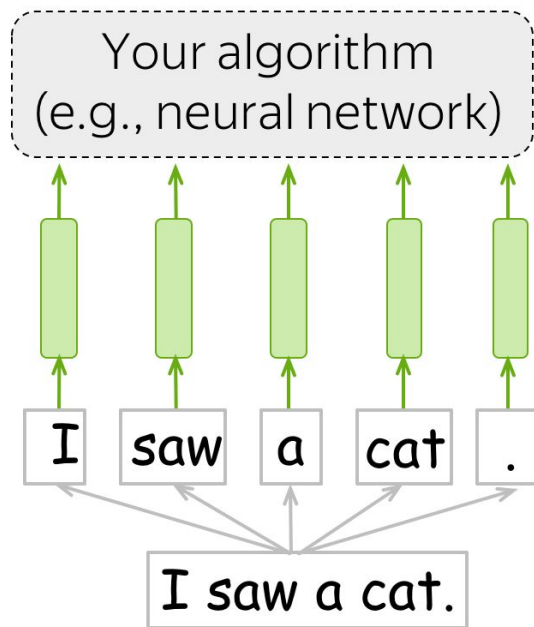 Your algorithm
(e.g., neural network)
I saw a cat .
I saw a cat.